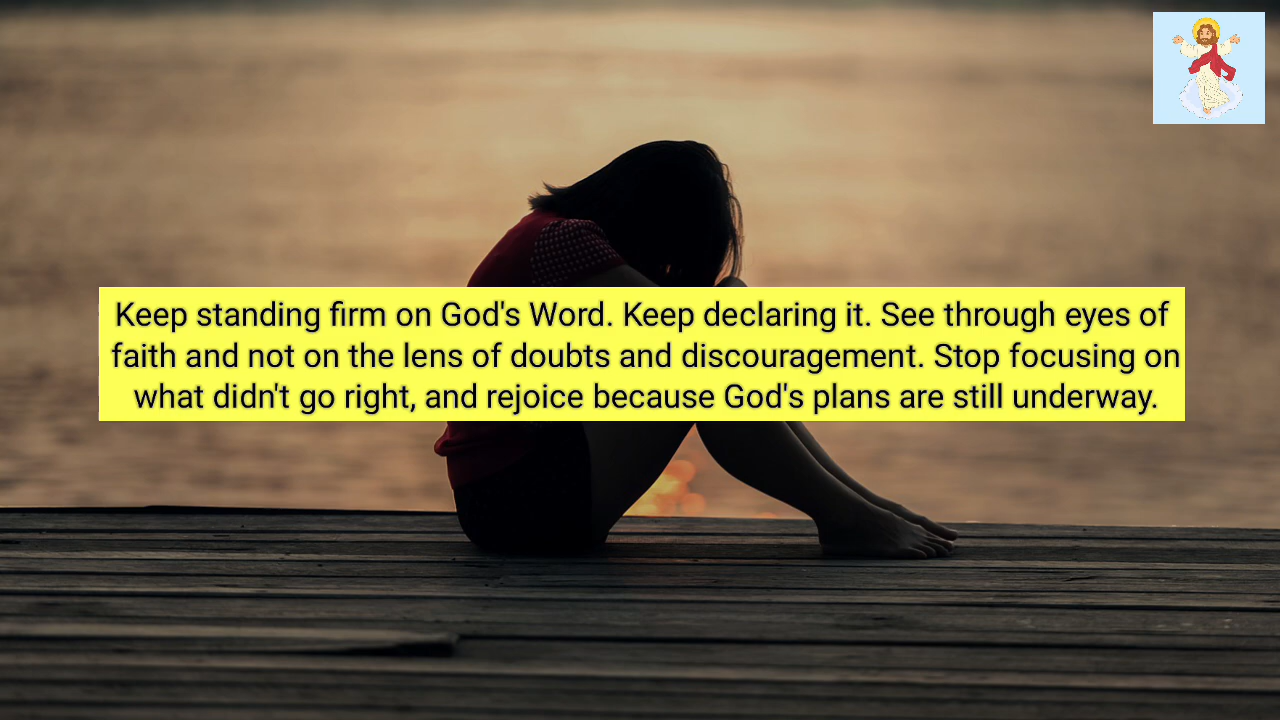 Keep standing firm on God's Word. Keep declaring it. See through eyes of
faith and not on the lens of doubts and discouragement. Stop focusing on
what didn't go right, and rejoice because God's plans are still underway.